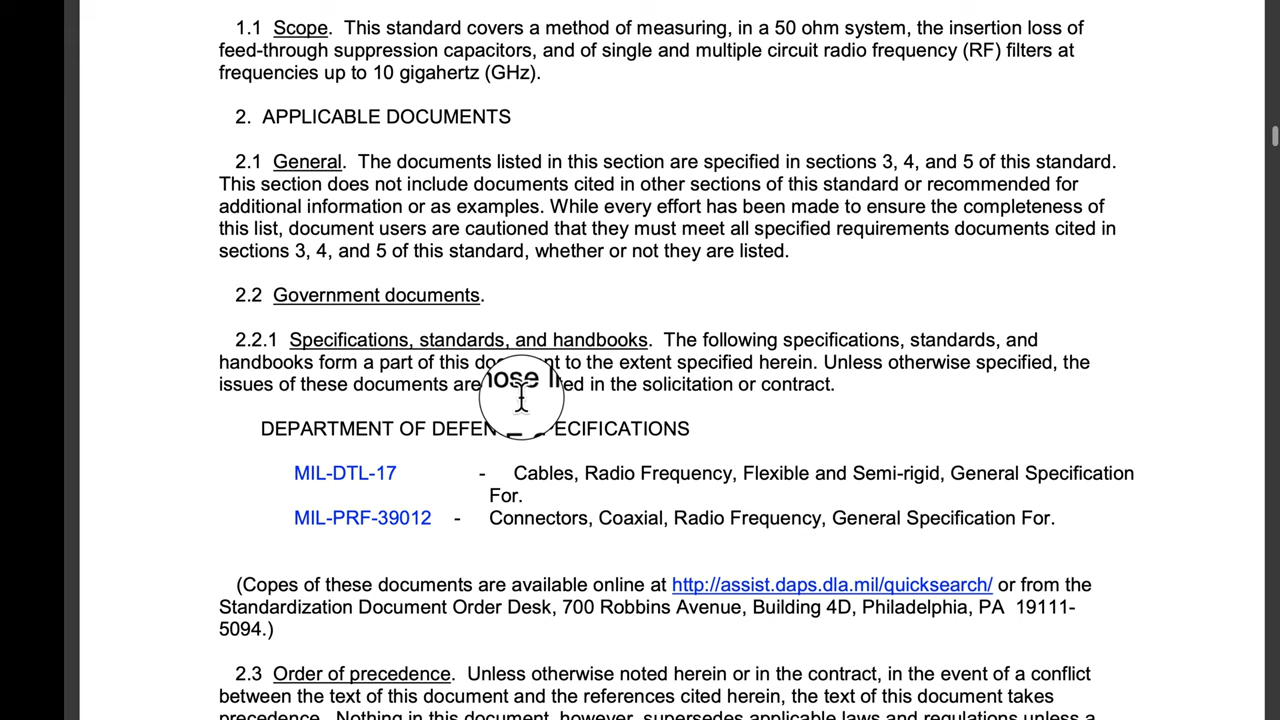 1.1 Scope. This standard covers a method of measuring, in a 50 ohm system, the insertion loss of
feed-through suppression capacitors, and of single and multiple circuit radio frequency (RF) filters at
frequencies up to 10 gigahertz (GHz).
2. APPLICABLE DOCUMENTS
2.1 General. The documents listed in this section are specified in sections 3, 4, and 5 of this standard.
This section does not include documents cited in other sections of this standard or recommended for
additional information or as examples. While every effort has been made to ensure the completeness of
this list, document users are cautioned that they must meet all specified requirements documents cited in
sections 3, 4, and 5 of this standard, whether or not they are listed.
2.2 Government documents.
2.2.1 Specifications, standards, and handbooks. The following specifications, standards, and
handbooks form a part of this to the extent specified herein. Unless otherwise specified, the
issues of these documents are in the solicitation or contract.
DEPARTMENT OF
MIL-DTL-17 - Cables, Radio Frequency, Flexible and Semi-rigid, General Specification
For.
MIL-PRF-39012 - Connectors, Coaxial, Radio Frequency, General Specification For.
(Copes of these documents are available online at http://assist.daps.dla.mil/quicksearch/ or from the
Standardization Document Order Desk, 700 Robbins Avenue, Building 4D, Philadelphia, PA 19111-
5094.)
2.3 Order of precedence. Unless otherwise noted herein or in the contract, in the event of a conflict
between the text of this document and the references cited herein, the text of this document takes
precedence. Nothing in this document, however, supersedes applicable laws and regulations unless a